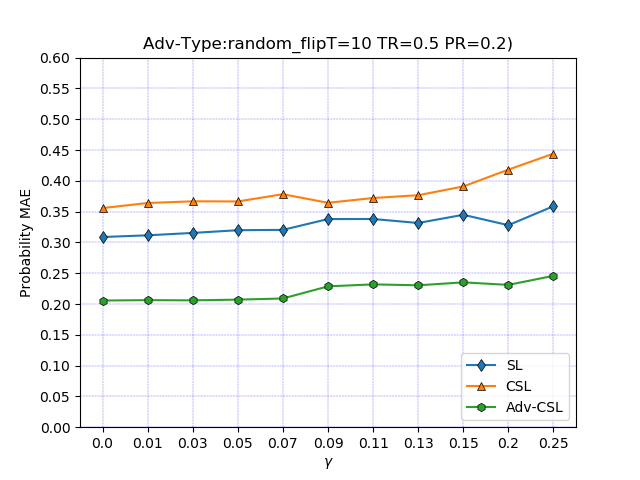 Adv-Type:random_flipT=10 TR=0.5 PR=0.2)
0.60
0.55
0.50
0.45
0.40
0.35
0.30
0.25
0.20
0.15
0.10
0.05
0.00
Probability MAE
SL
CSL
Adv-CSL
0.0 0.01 0.03 0.05 0.07 0.09 0.11 0.13 0.15 0.2 0.25
γ